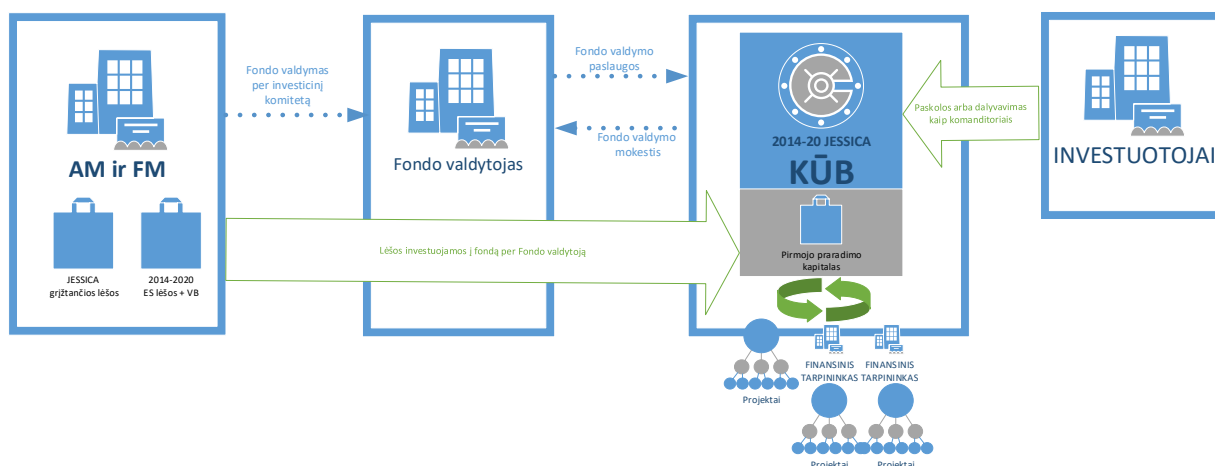 Fondo valdymas
per investicinį
komitetą
AM ir FM
JESSICA
grįžtančios lėšos
2014-2020
ES lėšos + VB
Fondo valdytojas
Lėšos investuojamos į fondą per Fondo valdytoją
Fondo valdymo
paslaugos
Fondo valdymo
mokestis
2014-20 JESSICA
KŪB
Pirmojo praradimo
kapitalas
Paskolos arba dalyvavimas
kaip komanditoriais
INVESTUOTOJAI
Projektai
FINANSINIS
TARPININKAS
Projektai
FINANSINIS
TARPININKAS
Projektai